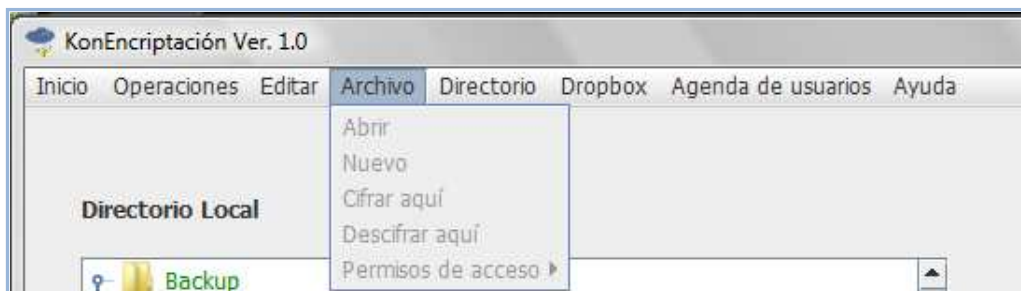 KonEncriptación Ver. 1.0
Inicio Operaciones Editar Archivo Directorio Dropbox Agenda de usuarios Ayuda
Abrir
Nuevo
Cifrar aquí
Directorio Local
Descifrar aquí
Permisos de acceso
Backup